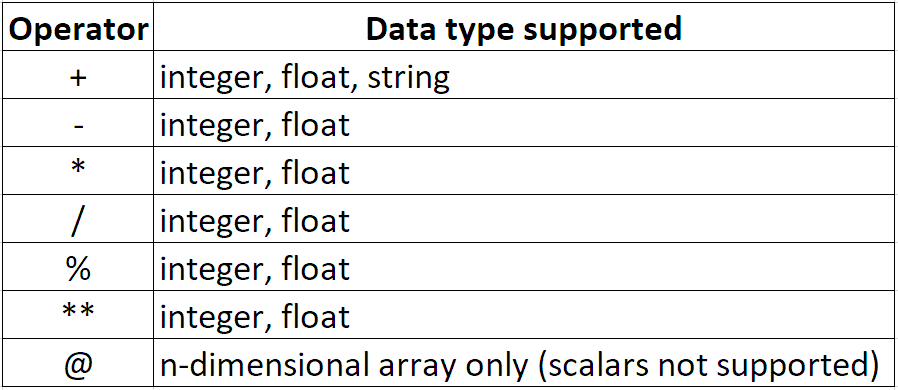 Operator Data type supported
+ integer, float, string
- integer, float
* integer, float
/ integer, float
% integer, float
** integer, float
@ n-dimensional array only (scalars not supported)